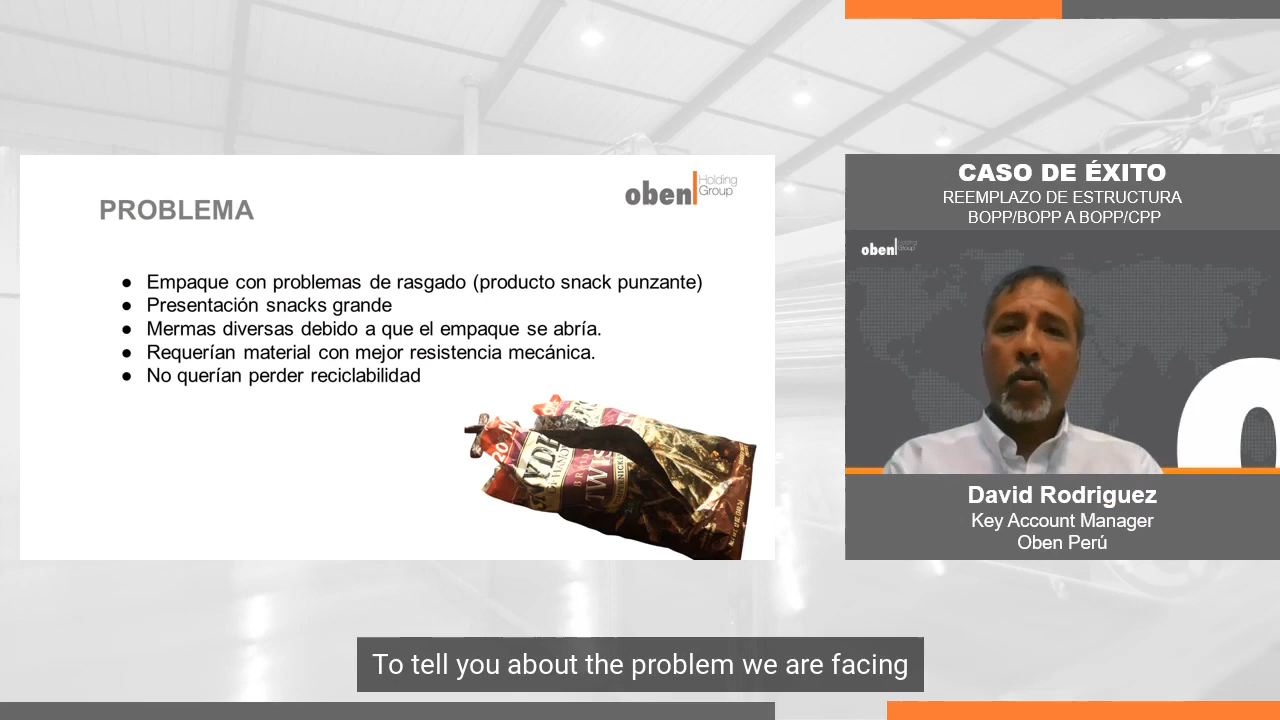 oben Holding Group
PROBLEMA
● Empaque con problemas de rasgado (producto snack punzante)
● Presentación snacks grande
● Mermas diversas debido a que el empaque se abría.
● Requerían material con mejor resistencia mecánica.
● No querían perder reciclabilidad
CASO DE ÉXITO
REEMPLAZO DE ESTRUCTURA
BOPP/BOPP A BOPP/CPP
oben Holding Group
David Rodriguez
Key Account Manager
Oben Perú
To tell you about the problem we are facing